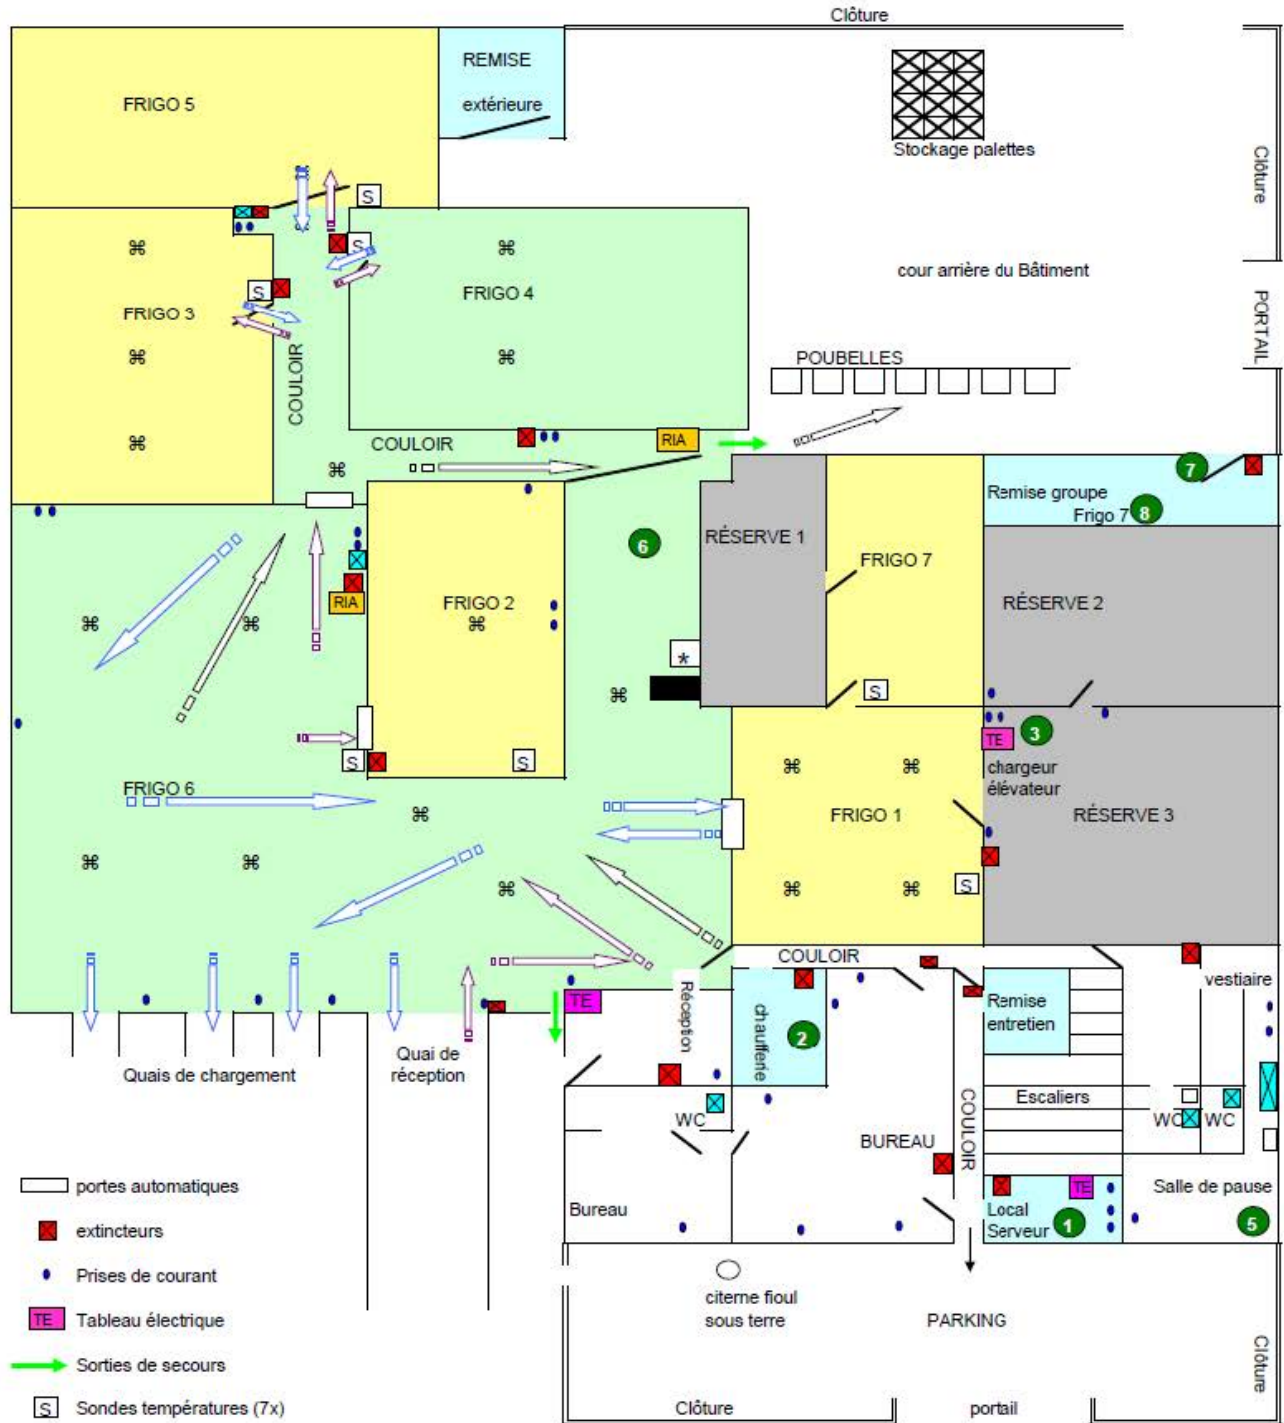 Clôture
REMISE
extérieure
FRIGO 5
Stockage palettes
Clôture
S
S
FRIGO 4
cour arrière du Bâtiment
S
FRIGO 3
PORTAIL
COULOIR
POUBELLES
COULOIR
RIA
7
Remise groupe
Frigo 7
8
6
RÉSERVE 1
FRIGO 7
RIA
FRIGO 2
RÉSERVE 2
*
S
3
TE
S
S
chargeur
élévateur
FRIGO 6
FRIGO 1
RÉSERVE 3
S
COULOIR
vestiaire
TE
Réception
chaufferie
2
Remise
entretien
Quai de
réception
Quais de chargement
Escaliers
WC
WC
WC
COULOIR
BUREAU
portes automatiques
TE
Salle de pause
Bureau
Local
Serveur
1
5
extincteurs
Prises de courant
citerne fioul
sous terre
PARKING
TE
Tableau électrique
Clôture
Sorties de secours
S
Sondes températures (7x)
Clôture
portail